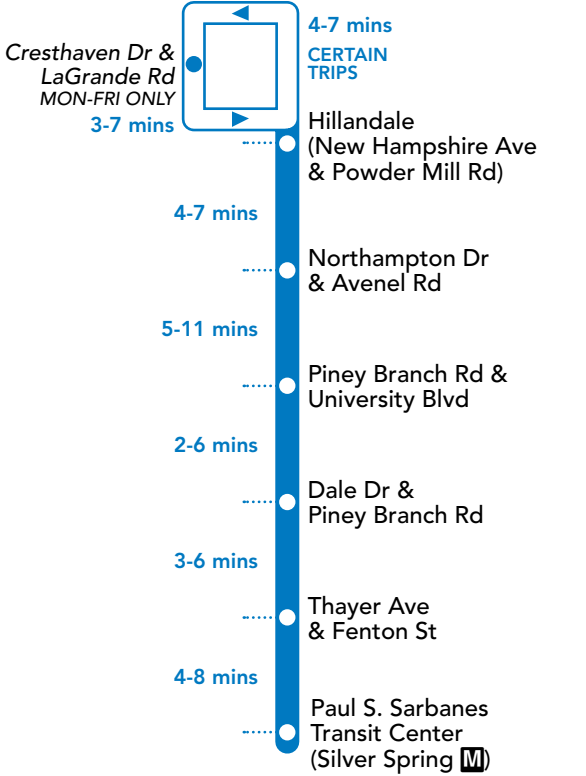 4-7 mins
CERTAIN
TRIPS
Cresthaven Dr &
LaGrande Rd
MON-FRI ONLY
3-7 mins
Hillandale
(New Hampshire Ave
& Powder Mill Rd)
4-7 mins
Northampton Dr
& Avenel Rd
5-11 mins
Piney Branch Rd &
University Blvd
2-6 mins
Dale Dr &
Piney Branch Rd
3-6 mins
Thayer Ave
& Fenton St
4-8 mins
Paul S. Sarbanes
Transit Center
(Silver Spring M)